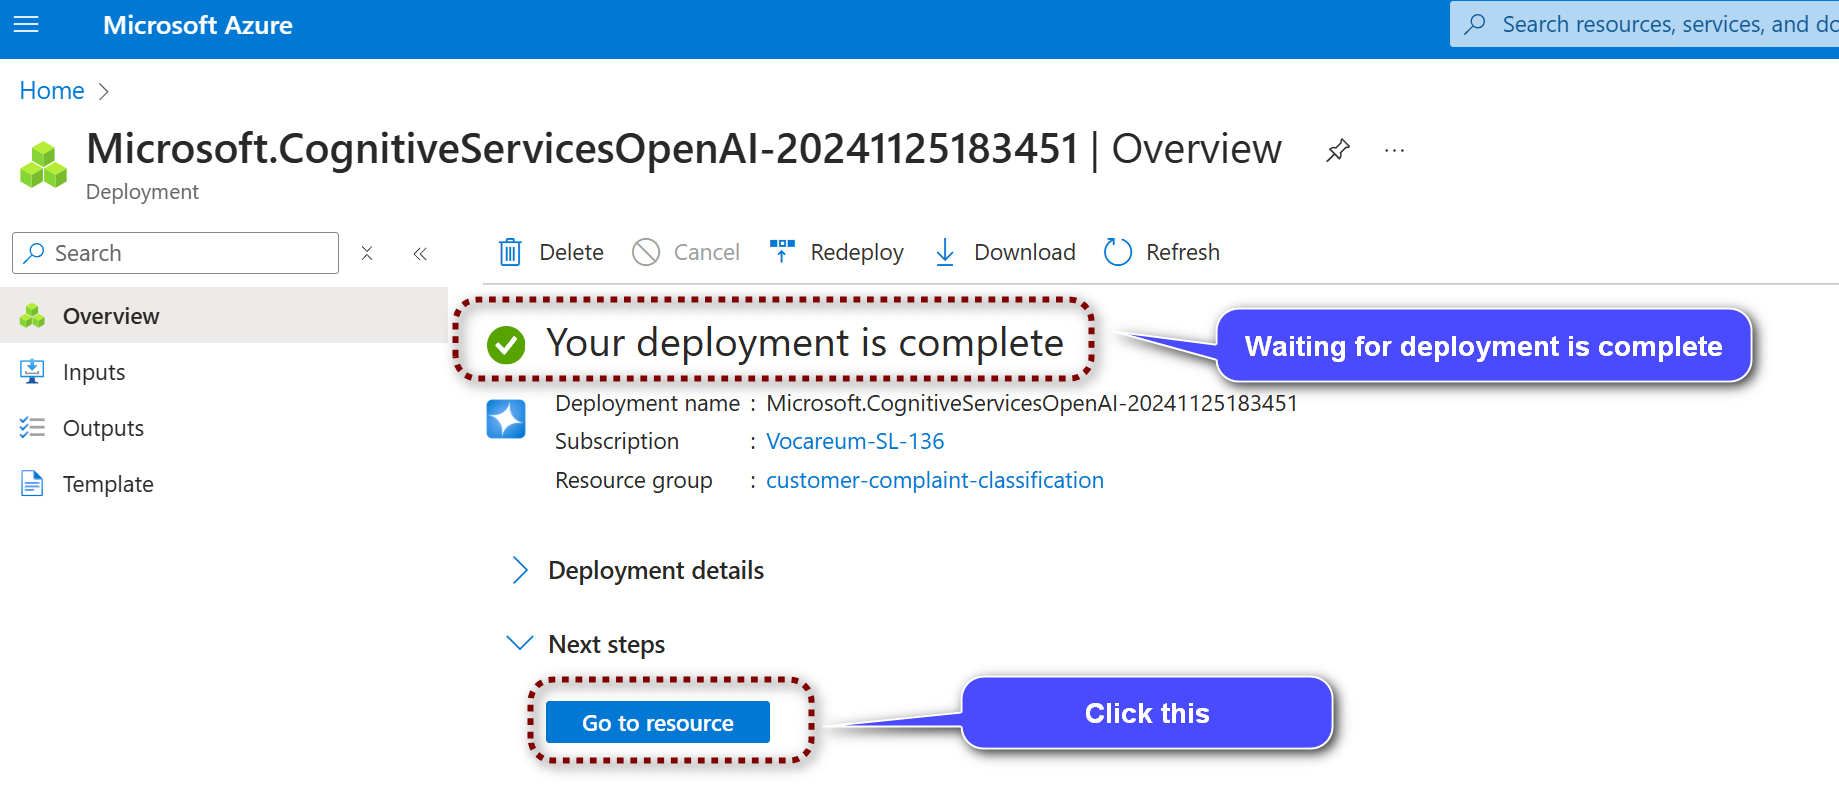 Microsoft Azure
Search resources, services, and do
Home
Microsoft.CognitiveServicesOpenAI-20241125183451 | Overview
Deployment
Search
Delete
Cancel
Redeploy
Download
Refresh
Overview
Inputs
Outputs
Template
Your deployment is complete
Waiting for deployment is complete
Deployment name : Microsoft.CognitiveServicesOpenAI-20241125183451
Subscription : Vocareum-SL-136
Resource group : customer-complaint-classification
Deployment details
Next steps
Go to resource
Click this